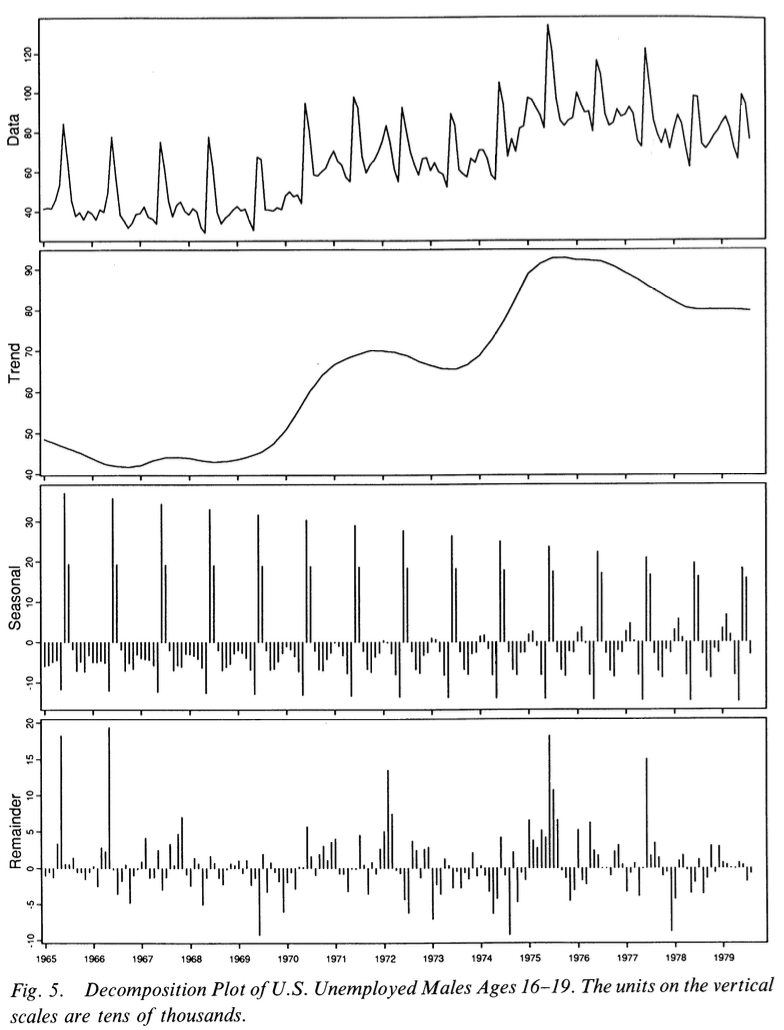 Data
40 60 80 100 120
Trend
40 50 60 70 80 90
Seasonal
-10 0 10 20 30
Remainder
-10 -5 0 5 10 15 20
1965 1966 1967 1968 1969 1970 1971 1972 1973 1974 1975 1976 1977 1978 1979
Fig. 5. Decomposition Plot of U.S. Unemployed Males Ages 16–19. The units on the vertical
scales are tens of thousands.